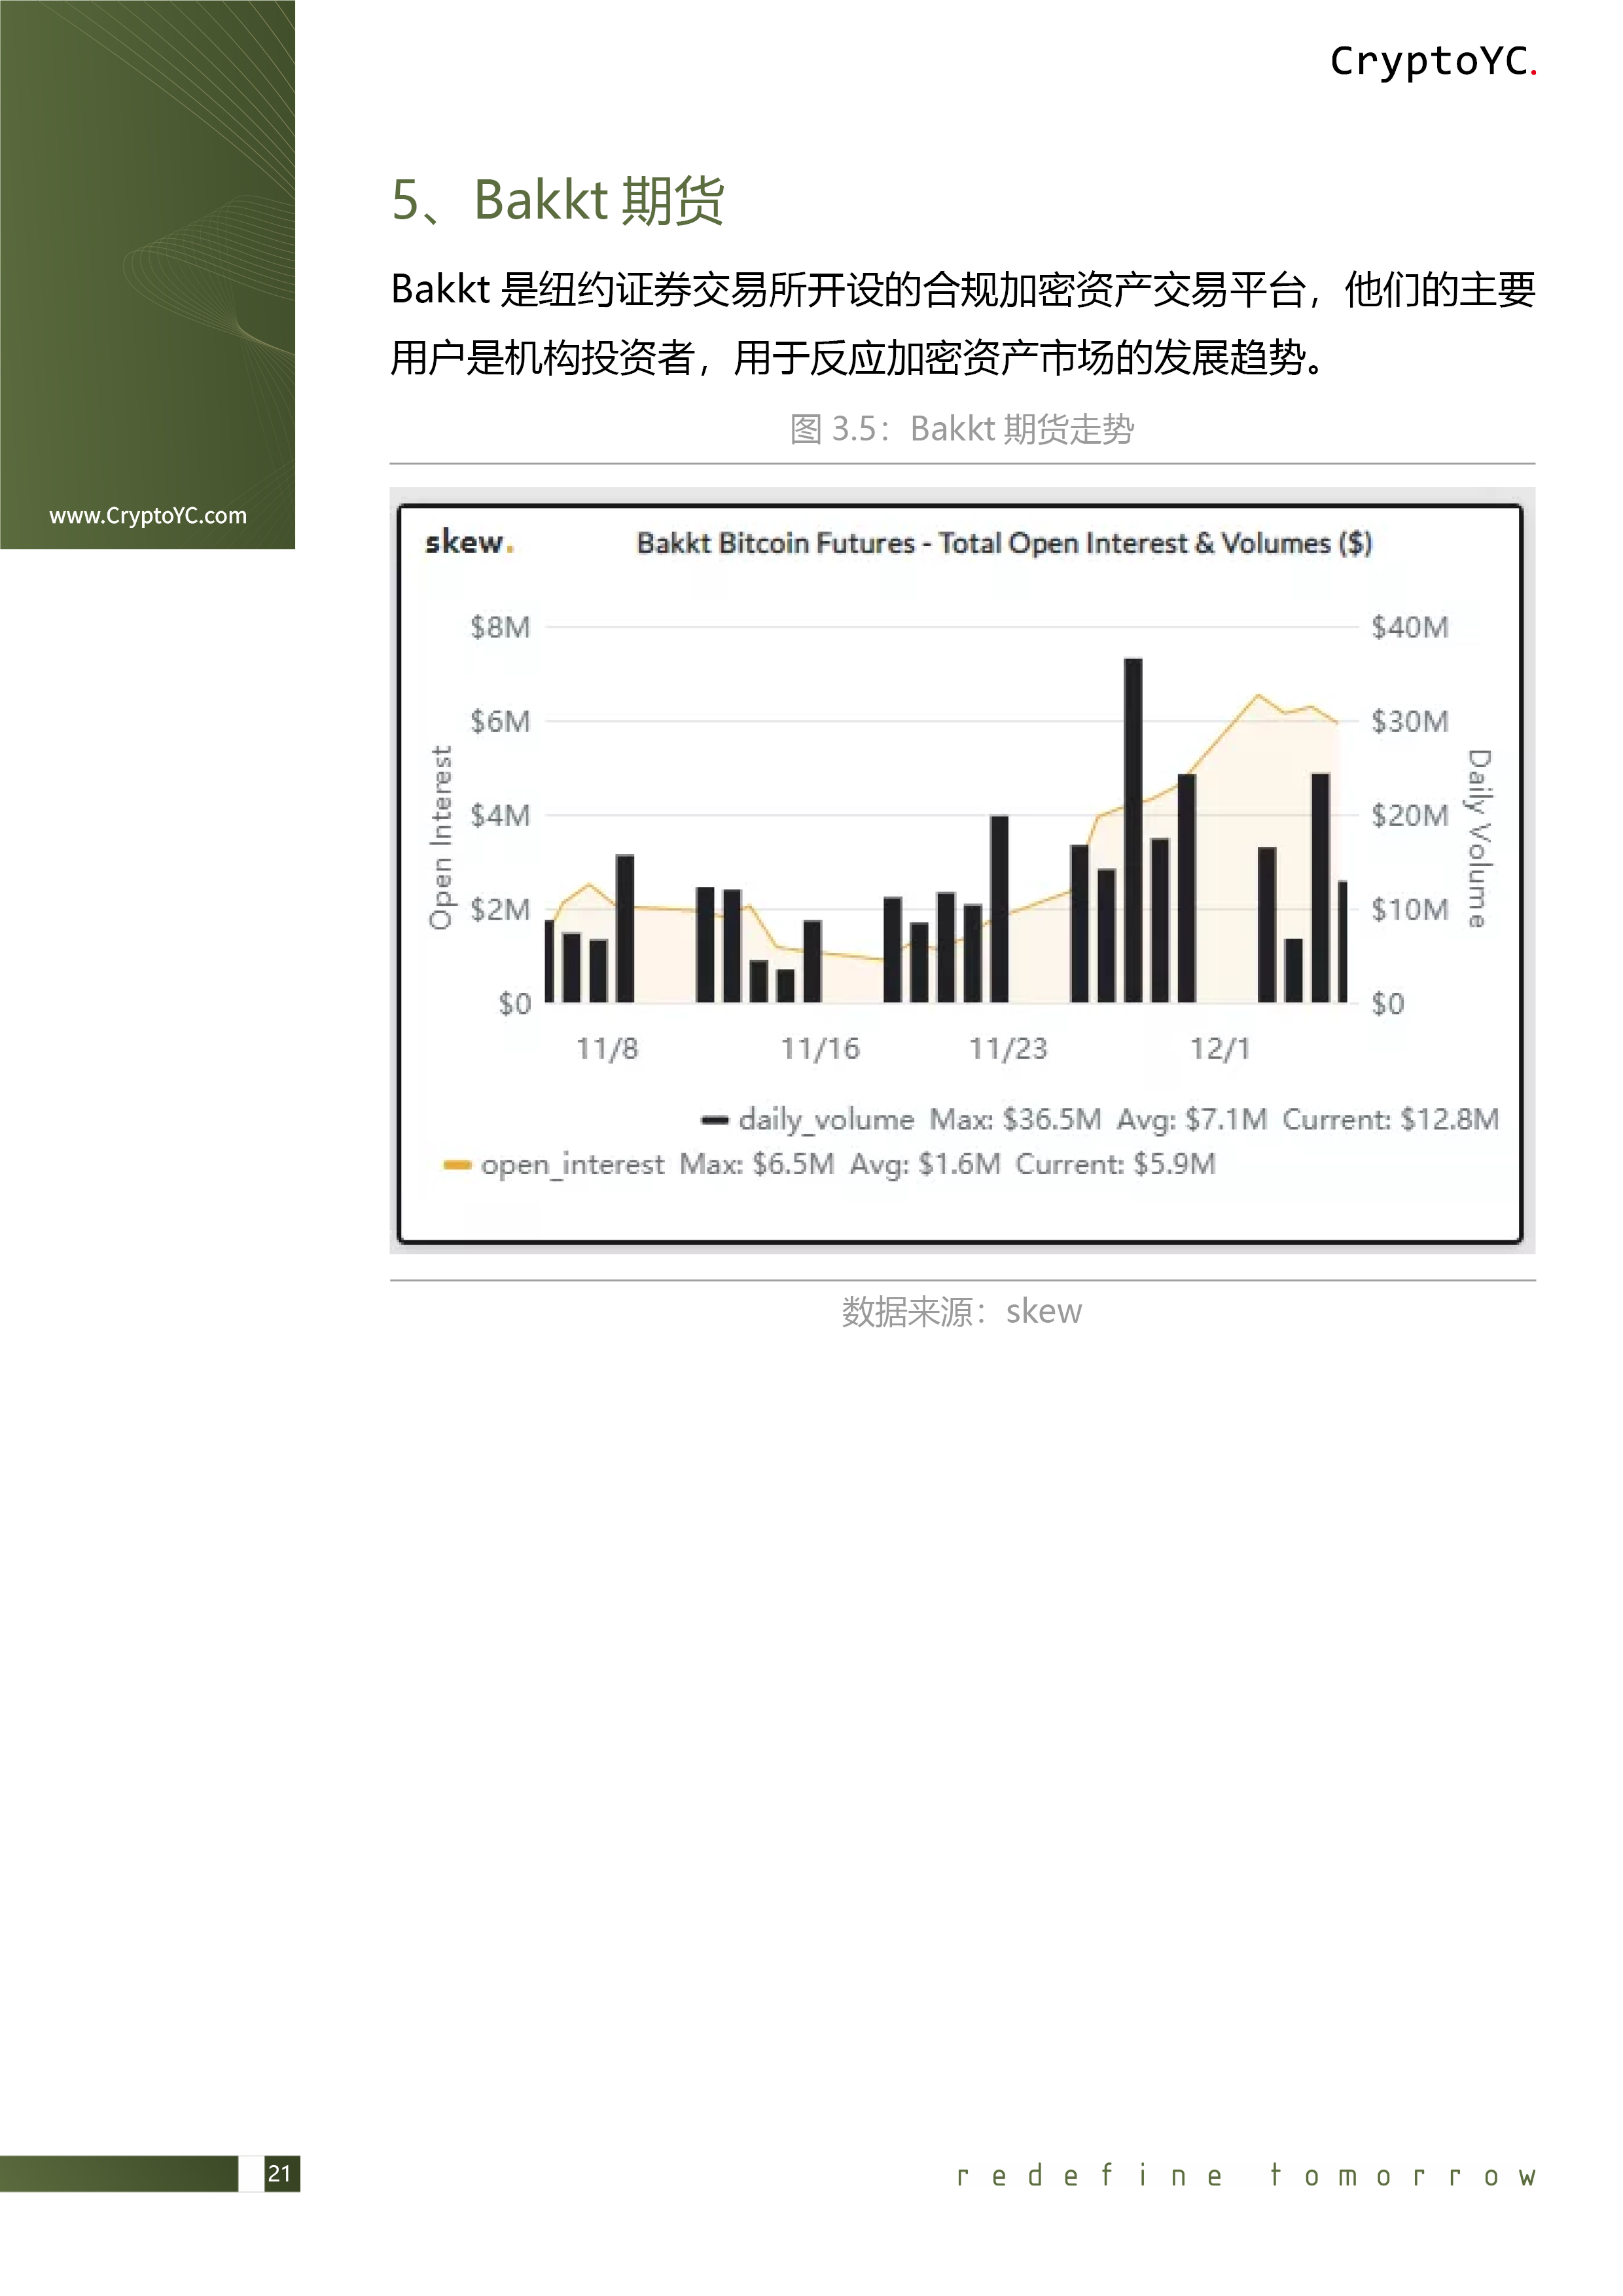 CryptoYC.
www.CryptoYC.com
5、Bakkt 期货
Bakkt 是纽约证券交易所开设的合规加密资产交易平台，他们的主要
用户是机构投资者，用于反应加密资产市场的发展趋势。
图 3.5：Bakkt 期货走势
skew.
Bakkt Bitcoin Futures - Total Open Interest & Volumes ($)
$8M
$6M
$4M
$2M
$0
Open Interest
$40M
$30M
$20M
$10M
$0
Daily Volume
11/8 11/16 11/23 12/1
daily_volume Max: $36.5M Avg: $7.1M Current: $12.8M
open_interest Max: $6.5M Avg: $1.6M Current: $5.9M
数据来源：skew
21
redefine tomorrow